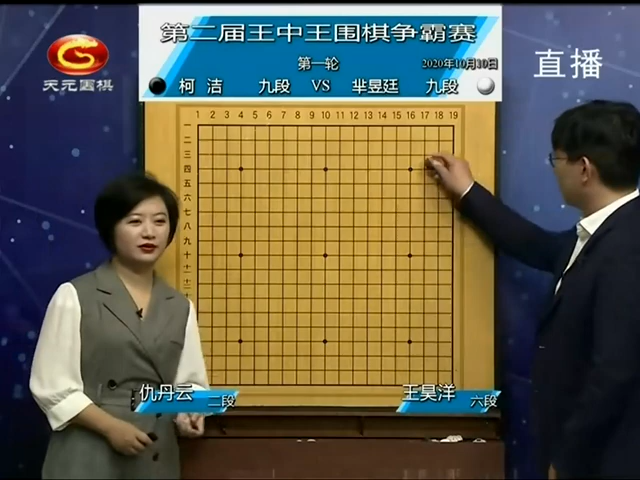 第二届王中王围棋争霸赛
第一轮 2020年10月10日
柯 洁 九段 VS 芈昱廷 九段
天元围棋
直播
1 2 3 4 5 6 7 8 9 10 11 12 13 14 15 16 17 18 19
一
二
三
四
五
六
七
八
九
十
仇丹云 二段
王昊洋 六段